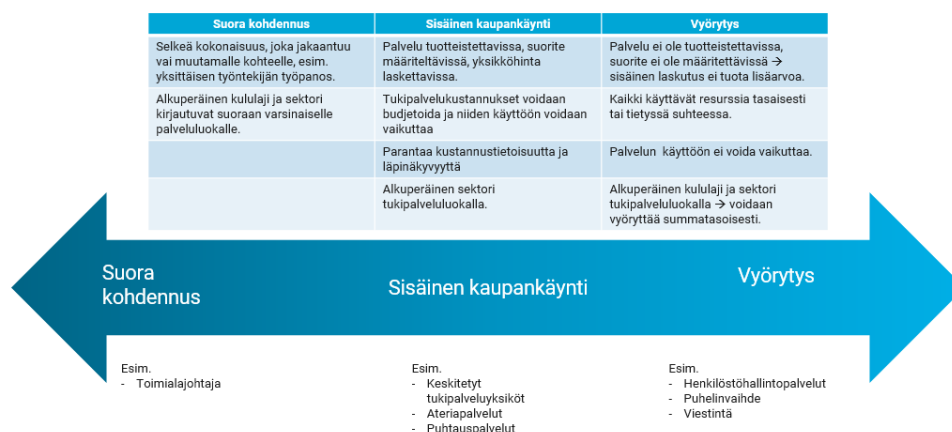 Suora kohdennus
Sisäinen kaupankäynti
Vyörytys
Selkeä kokonaisuus, joka jakaantuu
vai muutamalle kohteelle, esim.
yksittäisen työntekijän työpanos.
Palvelu tuotteistettavissa, suorite
määriteltävissä, yksikköhinta
laskettavissa.
Palvelu ei ole tuotteistettavissa,
suorite ei ole määritettävissä →
sisäinen laskutus ei tuota lisäarvoa.
Alkuperäinen kululaji ja sektori
kirjautuvat suoraan varsinaiselle
palveluluokalle.
Tukipalvelukustannukset voidaan
budjetoida ja niiden käyttöön voidaan
vaikuttaa
Kaikki käyttävät resurssia tasaisesti
tai tietyssä suhteessa.
Parantaa kustannustietoisuutta ja
läpinäkyvyyttä
Palvelun käyttöön ei voida vaikuttaa.
Alkuperäinen sektori
tukipalveluluokalla.
Alkuperäinen kululaji ja sektori
tukipalveluluokalla → voidaan
vyöryttää summatasoisesti.
Suora
kohdennus
Sisäinen kaupankäynti
Vyörytys
Esim.
- Toimialajohtaja
Esim.
- Keskitetyt
tukipalveluyksiköt
- Ateriapalvelut
- Puhtauspalvelut
Esim.
- Henkilöstöhallintopalvelut
- Puhelinvaihde
- Viestintä